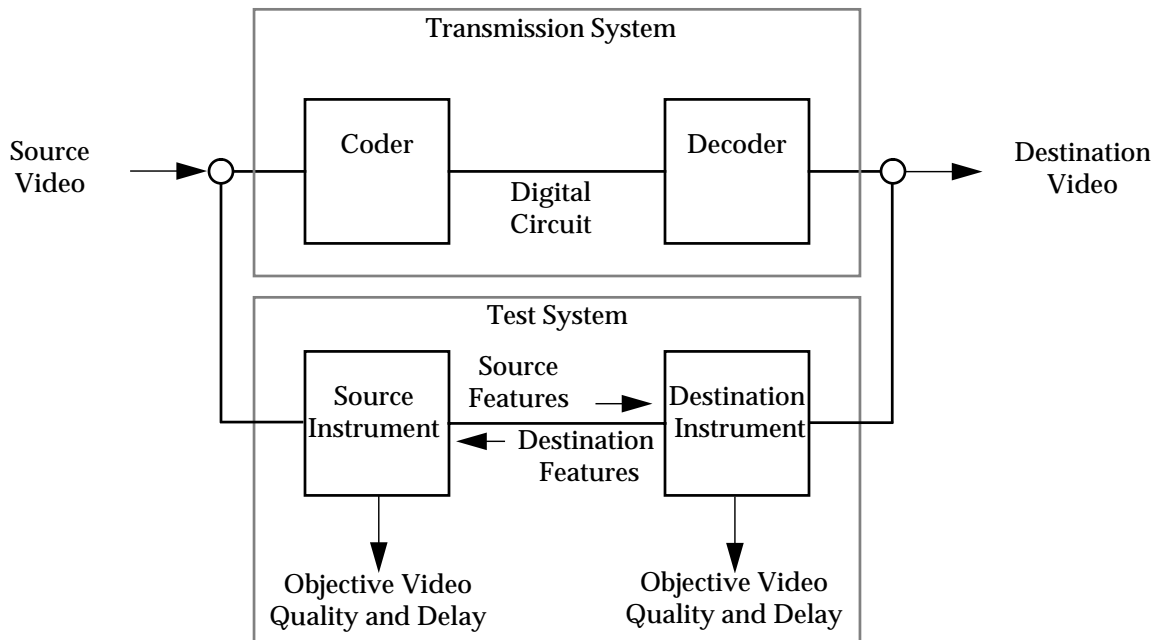 Transmission System
Coder
Decoder
Source
Video
Destination
Video
Digital
Circuit
Test System
Source
Features
Source
Instrument
Destination
Instrument
Destination
Features
Objective Video
Quality and Delay
Objective Video
Quality and Delay